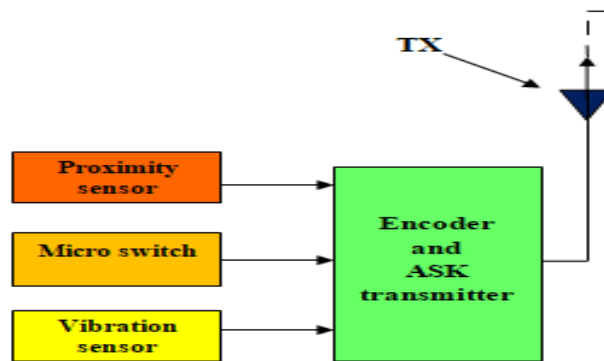 TX
Proximity
sensor
Micro switch
Vibration
sensor
Encoder
and
ASK
transmitter